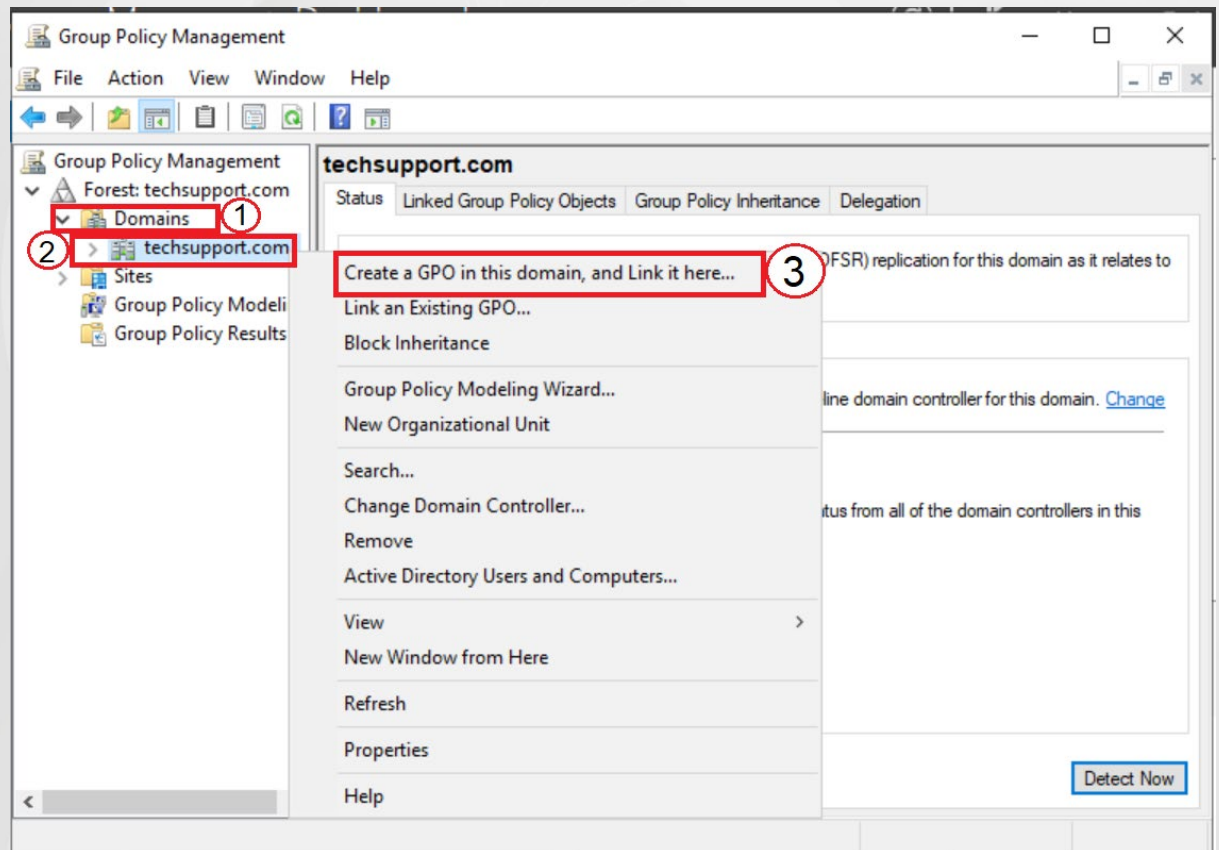 Group Policy Management
File Action View Window Help
Group Policy Management
Forest: techsupport.com
Domains 1
2 techsupport.com
Sites
Group Policy Modeli
Group Policy Results
techsupport.com
Status Linked Group Policy Objects Group Policy Inheritance Delegation
DFSR) replication for this domain as it relates to
line domain controller for this domain. Change
tus from all of the domain controllers in this
Detect Now
Create a GPO in this domain, and Link it here... 3
Link an Existing GPO...
Block Inheritance
Group Policy Modeling Wizard...
New Organizational Unit
Search...
Change Domain Controller...
Remove
Active Directory Users and Computers...
View
New Window from Here
Refresh
Properties
Help